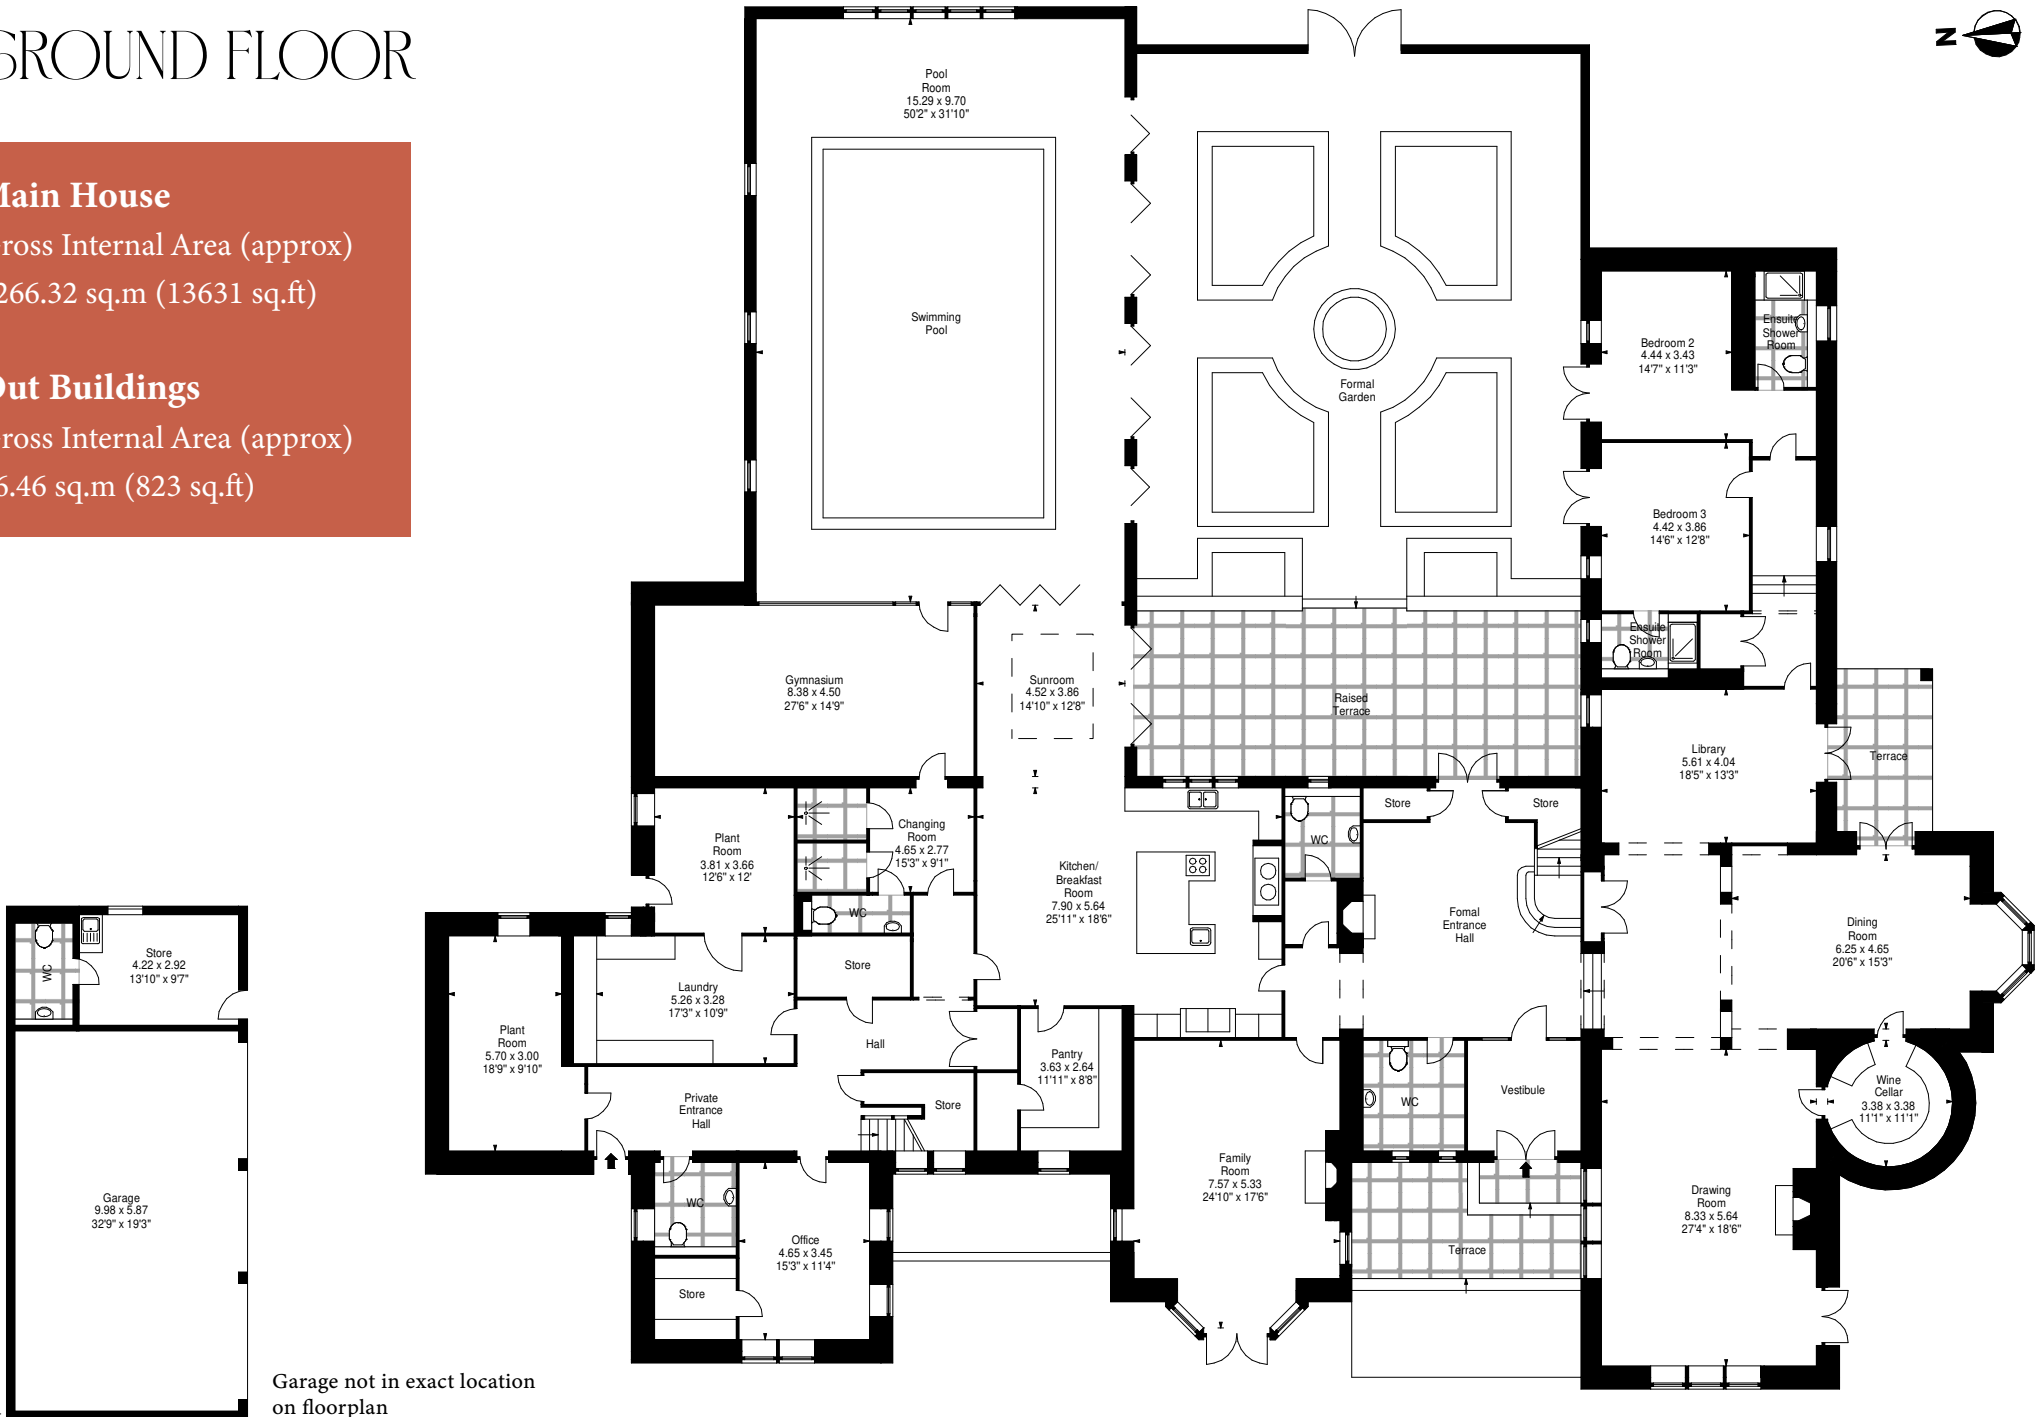 GROUND FLOOR
N
Main House
Gross Internal Area (approx)
266.32 sq.m (13631 sq.ft)
Out Buildings
Gross Internal Area (approx)
6.46 sq.m (823 sq.ft)
Pool
Room
15.29 x 9.70
50'2" x 31'10"
Swimming
Pool
Formal
Garden
Bedroom 2
4.44 x 3.43
14'7" x 11'3"
Ensuite
Shower
Room
Bedroom 3
4.42 x 3.86
14'6" x 12'8"
Ensuite
Shower
Room
Gymnasium
8.38 x 4.50
27'6" x 14'9"
Sunroom
4.52 x 3.86
14'10" x 12'8"
Raised
Terrace
Library
5.61 x 4.04
18'5" x 13'3"
Terrace
Plant
Room
3.81 x 3.66
12'6" x 12'
Changing
Room
4.65 x 2.77
15'3" x 9'1"
WC
Kitchen/
Breakfast
Room
7.90 x 5.64
25'11" x 18'6"
WC
Store
Store
Fomal
Entrance
Hall
Dining
Room
6.25 x 4.65
20'6" x 15'3"
WC
Store
4.22 x 2.92
13'10" x 9'7"
Plant
Room
5.70 x 3.00
18'9" x 9'10"
Laundry
5.26 x 3.28
17'3" x 10'9"
Store
Hall
Pantry
3.63 x 2.64
11'11" x 8'8"
Private
Entrance
Hall
Store
WC
Vestibule
Wine
Cellar
3.38 x 3.38
11'1" x 11'1"
Garage
9.98 x 5.87
32'9" x 19'3"
WC
Office
4.65 x 3.45
15'3" x 11'4"
Store
Family
Room
7.57 x 5.33
24'10" x 17'6"
Terrace
Drawing
Room
8.33 x 5.64
27'4" x 18'6"
Garage not in exact location
on floorplan